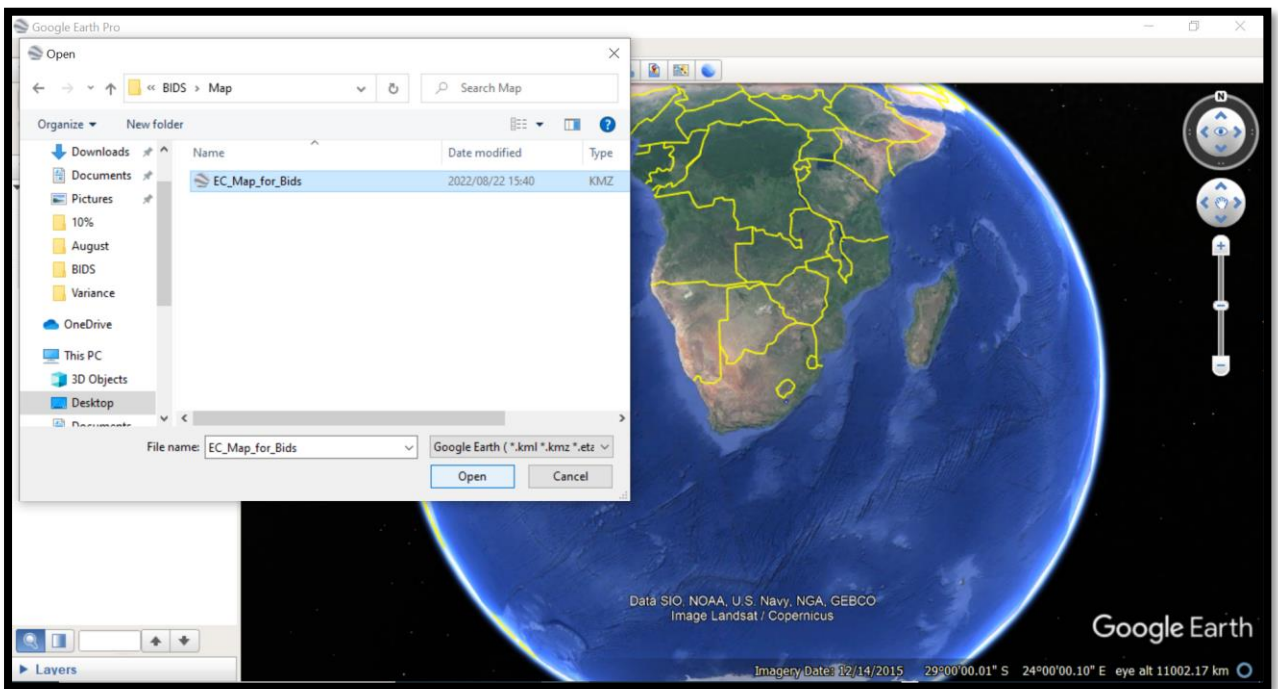 Google Earth Pro
Open
« BIDS › Map
Search Map
Organize
New folder
Name
Date modified
Type
Downloads
Documents
Pictures
10%
August
BIDS
Variance
OneDrive
This PC
3D Objects
Desktop
Documents
EC_Map_for_Bids 2022/08/22 15:40 KMZ
File name: EC_Map_for_Bids
Google Earth ( *.kml *.kmz *.eta
Open
Cancel
N
Data SIO, NOAA, U.S. Navy, NGA, GEBCO
Image Landsat / Copernicus
Google Earth
Layers
Imagery Date: 12/14/2015 29°00'00.01" S 24°00'00.10" E eye alt 11002.17 km